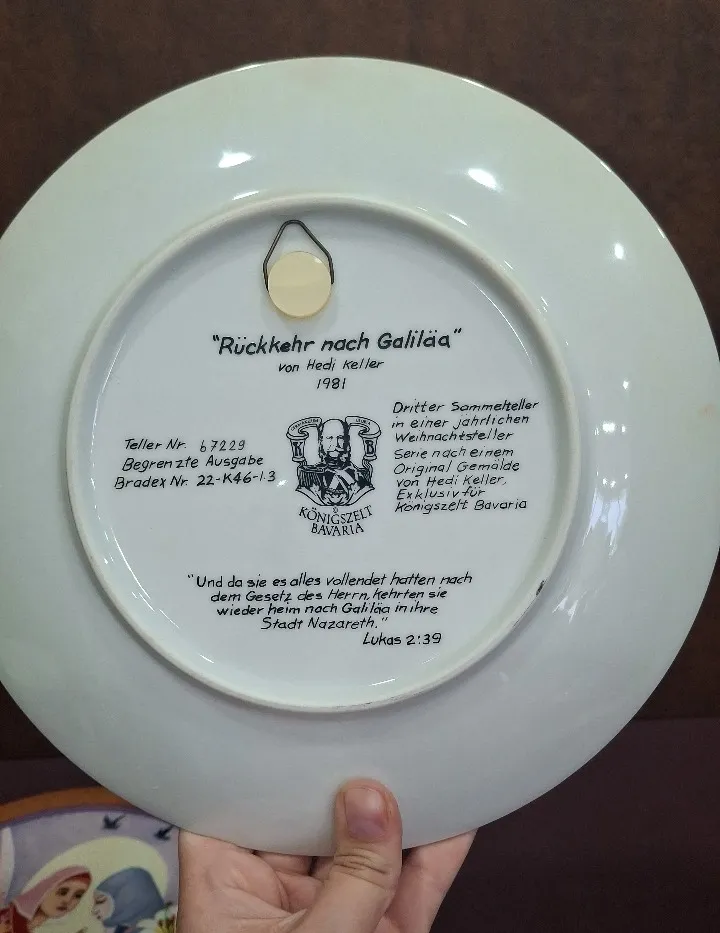 "Rückkehr nach Galiläa"
von Hedi Keller
1981
Teller Nr. 67229
Begrenzte Ausgabe
Bradex Nr. 22-K46-1.3
Dritter Sammelteller
in einer jährlichen
Weihnachtsteller
Serie nach einem
Original Gemälde
von Hedi Keller,
Exklusiv für
Königszelt Bavaria
K B
KÖNIGSZELT
BAVARIA
"Und da sie es alles vollendet hatten nach
dem Gesetz des Herrn, kehrten sie
wieder heim nach Galiläa in ihre
Stadt Nazareth."
Lukas 2:39